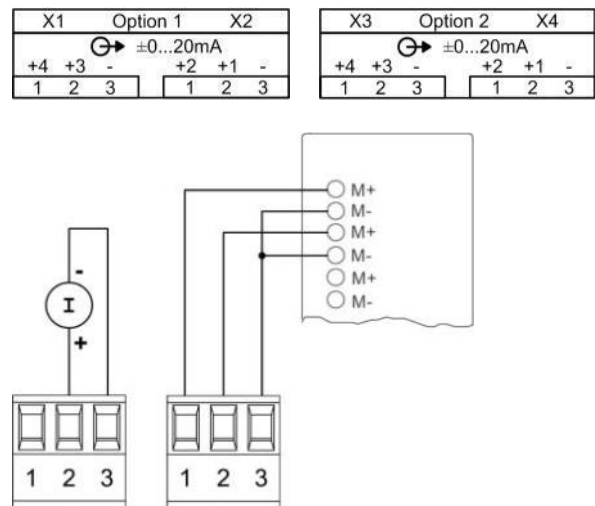 X1 Option 1 X2
±0...20mA
+4 +3 - +2 +1 -
1 2 3 1 2 3
X3 Option 2 X4
±0...20mA
+4 +3 - +2 +1 -
1 2 3 1 2 3
M+
M-
M+
M-
M+
M-
-
I
+
1 2 3
1 2 3